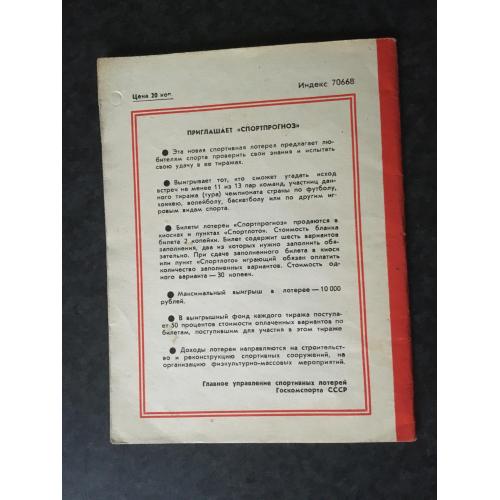 Цена 20 коп.
Индекс 70668
ПРИГЛАШАЕТ «СПОРТПРОГНОЗ»
● Эта новая спортивная лотерея предлагает лю-
бителям спорта проверить свои знания и испытать
свою удачу в ее тиражах.
● Выигрывает тот, кто сможет угадать исход
встреч не менее 11 из 13 пар команд, участниц дан-
ного тиража (тура) чемпионата страны по футболу,
хоккею, волейболу, баскетболу или по другим иг-
ровым видам спорта.
● Билеты лотереи «Спортпрогноз» продаются в
киосках и пунктах «Спортлото». Стоимость бланка
билета 2 копейки. Билет содержит шесть вариантов
заполнения, два из которых нужно заполнить обя-
зательно. При сдаче заполненного билета в киоск
или пункт «Спортлото» играющий обязан оплатить
количество заполненных вариантов. Стоимость од-
ного варианта — 30 копеек.
● Максимальный выигрыш в лотерее — 10 000
рублей.
● В выигрышный фонд каждого тиража поступа-
ет 50 процентов стоимости оплаченных вариантов по
билетам, поступившим для участия в этом тираже
● Доходы лотереи направляются на строительст-
во и реконструкцию спортивных сооружений, на
организацию физкультурно-массовых мероприятий.
Главное управление спортивных лотерей
Госкомспорта СССР